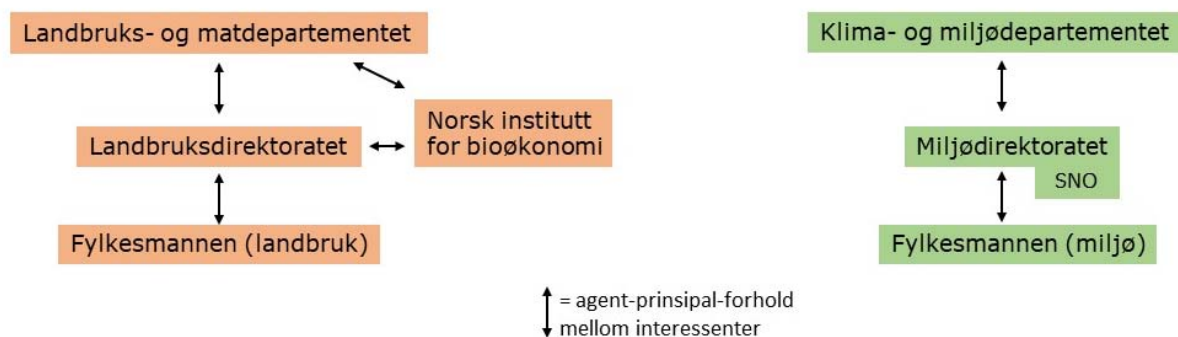 Landbruks- og matdepartementet
Klima- og miljødepartementet
Norsk institutt
for bioøkonomi
Landbruksdirektoratet
Miljødirektoratet
SNO
Fylkesmannen (landbruk)
Fylkesmannen (miljø)
= agent-prinsipal-forhold
mellom interessenter